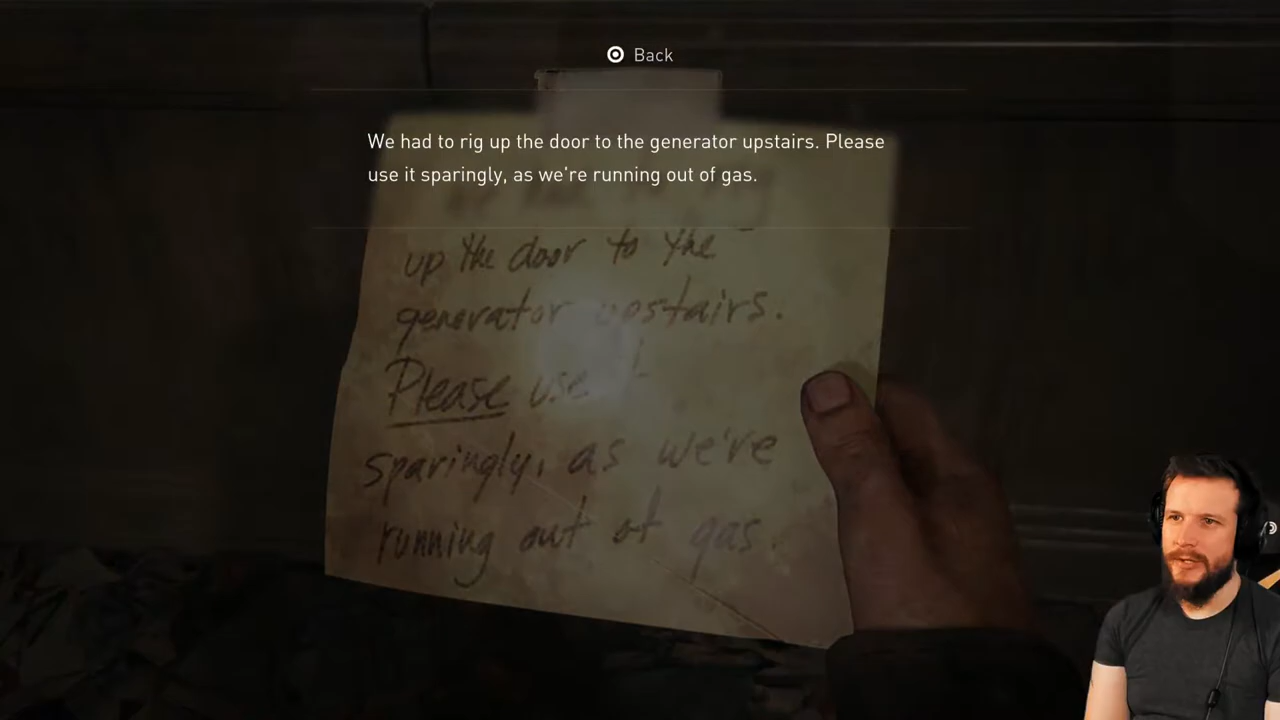 Back
We had to rig up the door to the generator upstairs. Please
use it sparingly, as we're running out of gas.
up the door to the
generator upstairs.
Please use
sparingly, as we're
running out of gas.